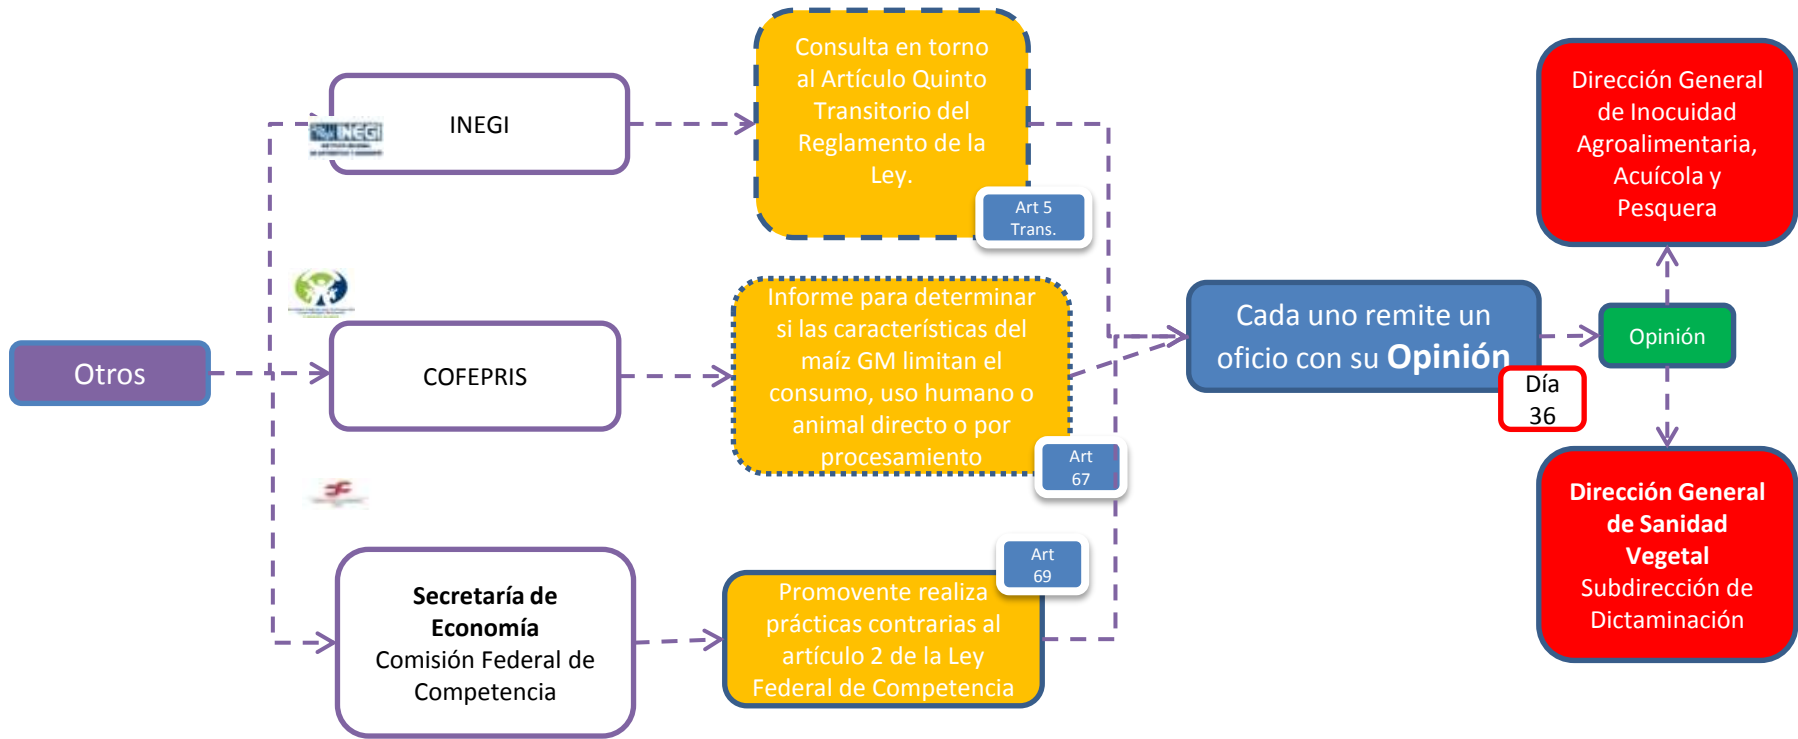 Otros
INEGI
INEGI
COFEPRIS
Secretaría de
Economía
Comisión Federal de
Competencia
Consulta en torno
al Artículo Quinto
Transitorio del
Reglamento de la
Ley.
Art 5
Trans.
Informe para determinar
si las características del
maíz GM limitan el
consumo, uso humano o
animal directo o por
procesamiento
Art
67
Art
69
Promovente realiza
prácticas contrarias al
artículo 2 de la Ley
Federal de Competencia
Cada uno remite un
oficio con su Opinión
Día
36
Opinión
Dirección General
de Inocuidad
Agroalimentaria,
Acuícola y
Pesquera
Dirección General
de Sanidad
Vegetal
Subdirección de
Dictaminación